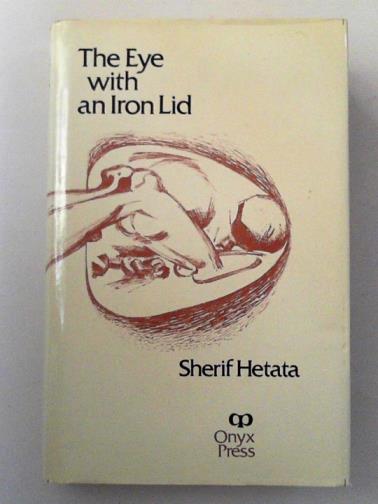 The Eye
with
an Iron Lid
Sherif Hetata
Onyx
Press